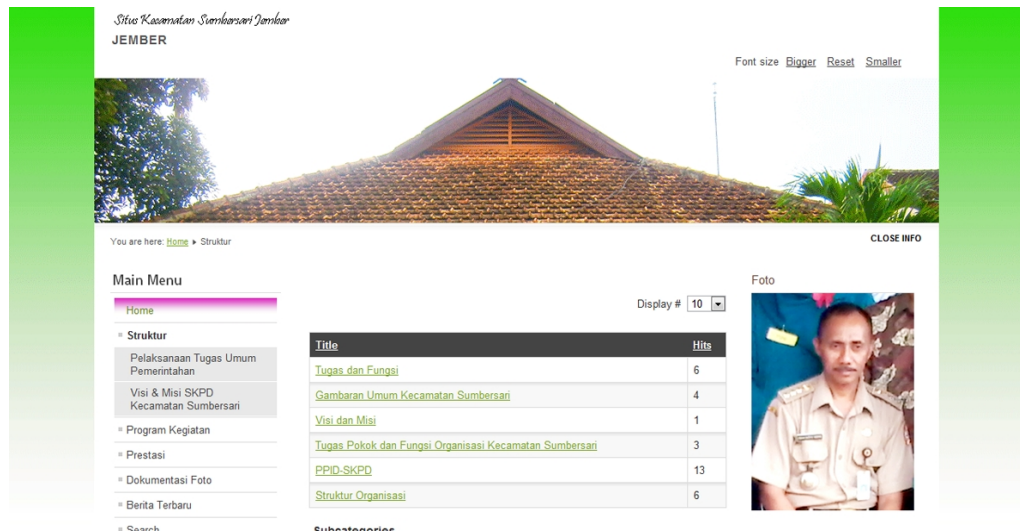 Situs Kecamatan Sumbersari Jember
JEMBER
Font size Bigger Reset Smaller
You are here: Home ▸ Struktur
CLOSE INFO
Main Menu
Home
Struktur
Pelaksanaan Tugas Umum
Pemerintahan
Visi & Misi SKPD
Kecamatan Sumbersari
Program Kegiatan
Prestasi
Dokumentasi Foto
Berita Terbaru
Search
Display # 10
Title Hits
Tugas dan Fungsi 6
Gambaran Umum Kecamatan Sumbersari 4
Visi dan Misi 1
Tugas Pokok dan Fungsi Organisasi Kecamatan Sumbersari 3
PPID-SKPD 13
Struktur Organisasi 6
Subcategories
Foto